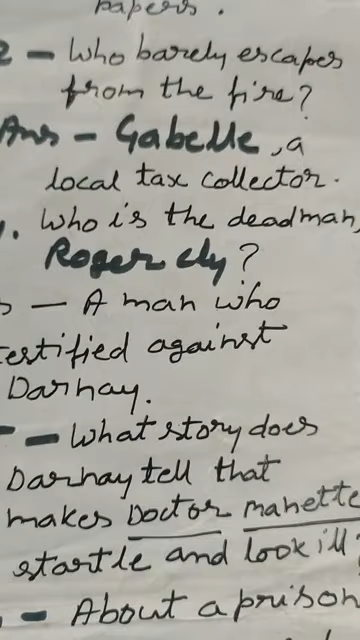 papers.
2 - Who barely escapes
from the fire?
Ans - Gabelle, a
local tax collector.
. Who is the deadman,
Roger cly?
s - A man who
testified against
Darnay.
- What story does
Darnay tell that
makes Doctor manette
startle and look ill?
- About a prison